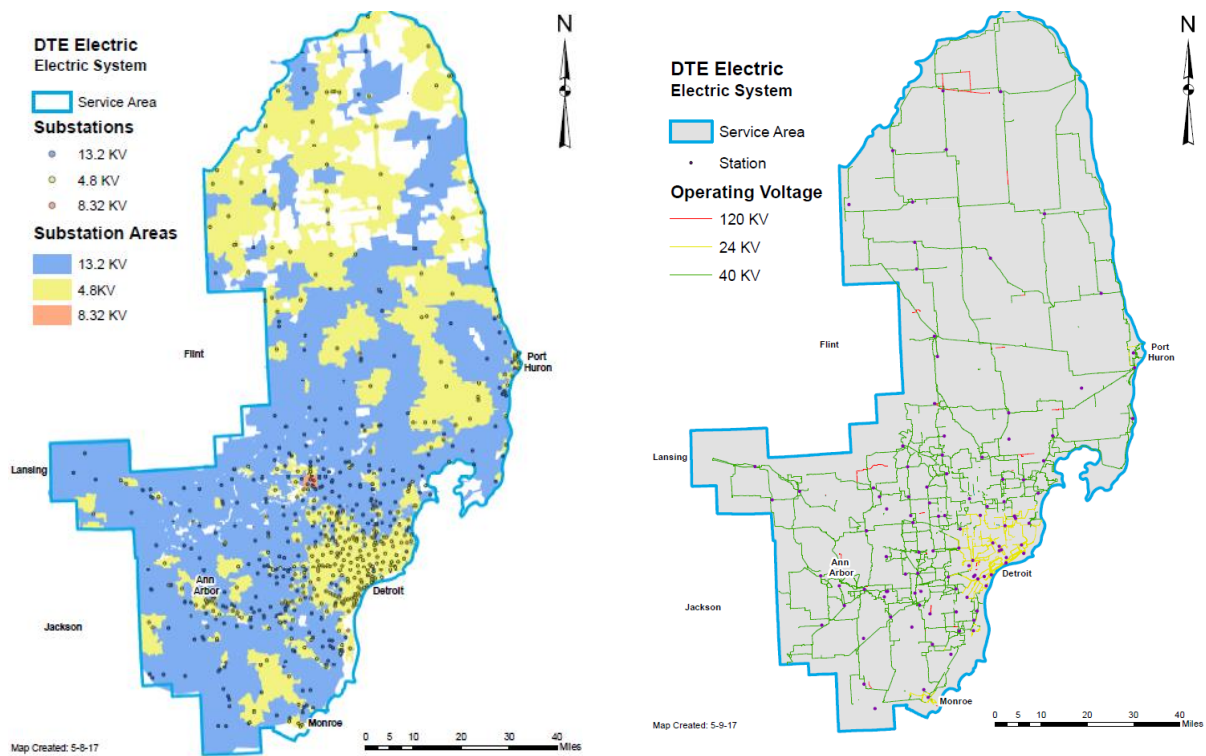 DTE Electric
Electric System
Service Area
Substations
13.2 KV
4.8 KV
8.32 KV
Substation Areas
13.2 KV
4.8KV
8.32 KV
N
Flint
Port
Huron
Lansing
Ann
Arbor
Detroit
Jackson
Monroe
Map Created: 5-8-17
0 5 10 20 30 40
Miles
N
DTE Electric
Electric System
Service Area
Station
Operating Voltage
120 KV
24 KV
40 KV
Flint
Port
Huron
Lansing
Ann
Arbor
Detroit
Jackson
Monroe
Map Created: 5-9-17
0 5 10 20 30 40
Miles